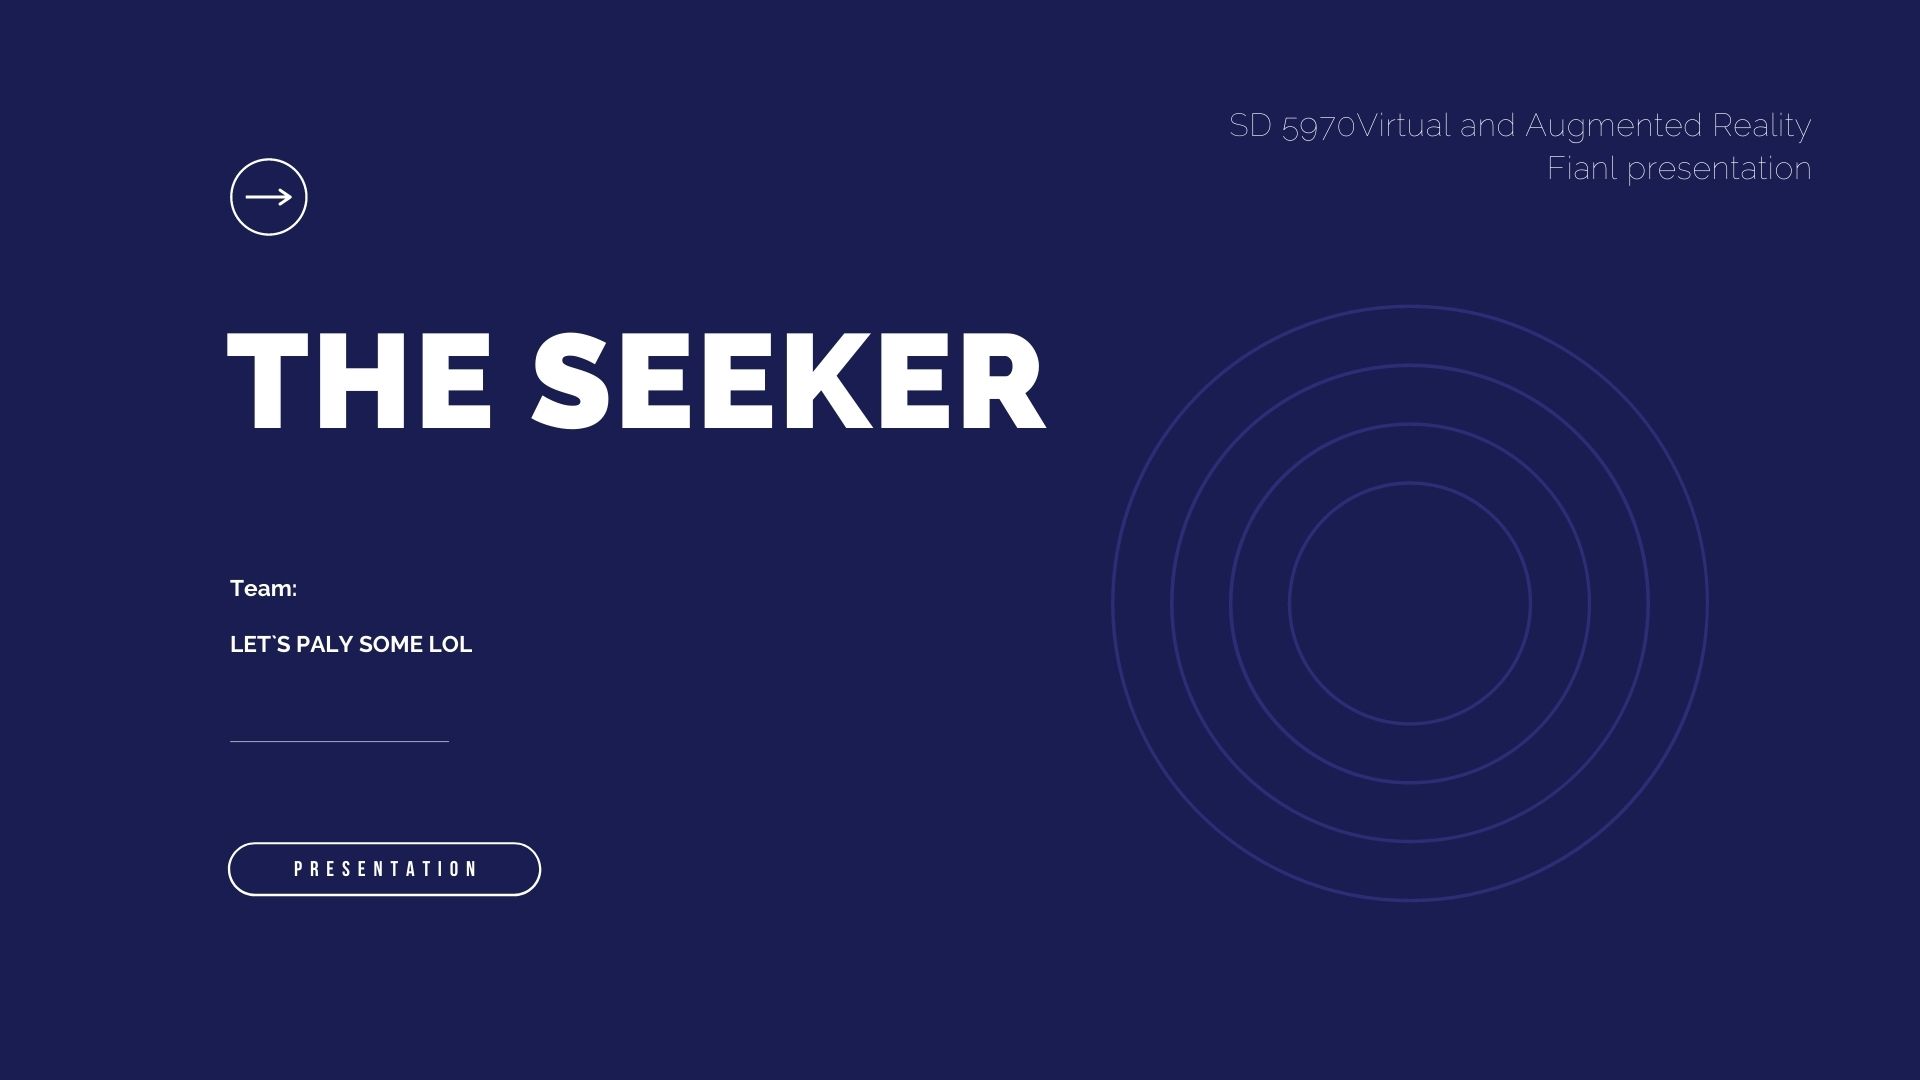 SD 5970Virtual and Augmented Reality
Fianl presentation
THE SEEKER
Team:
LET`S PALY SOME LOL
PRESENTATION